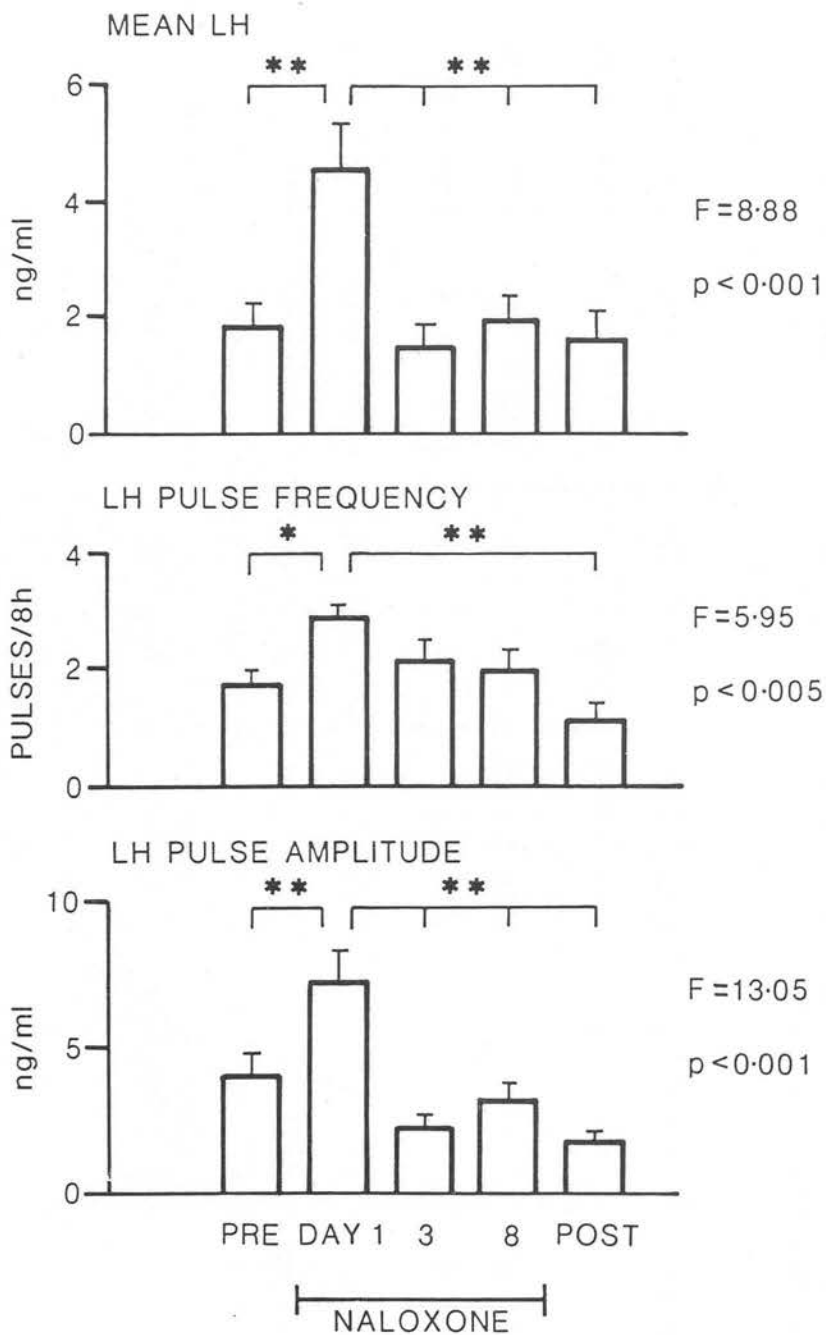 MEAN LH
** **
6
4
2
0
ng/ml
F=8·88
p<0·001
LH PULSE FREQUENCY
* **
4
2
0
PULSES/8h
F=5·95
p<0·005
LH PULSE AMPLITUDE
** **
10
5
0
ng/ml
F=13·05
p<0·001
PRE DAY 1 3 8 POST
NALOXONE